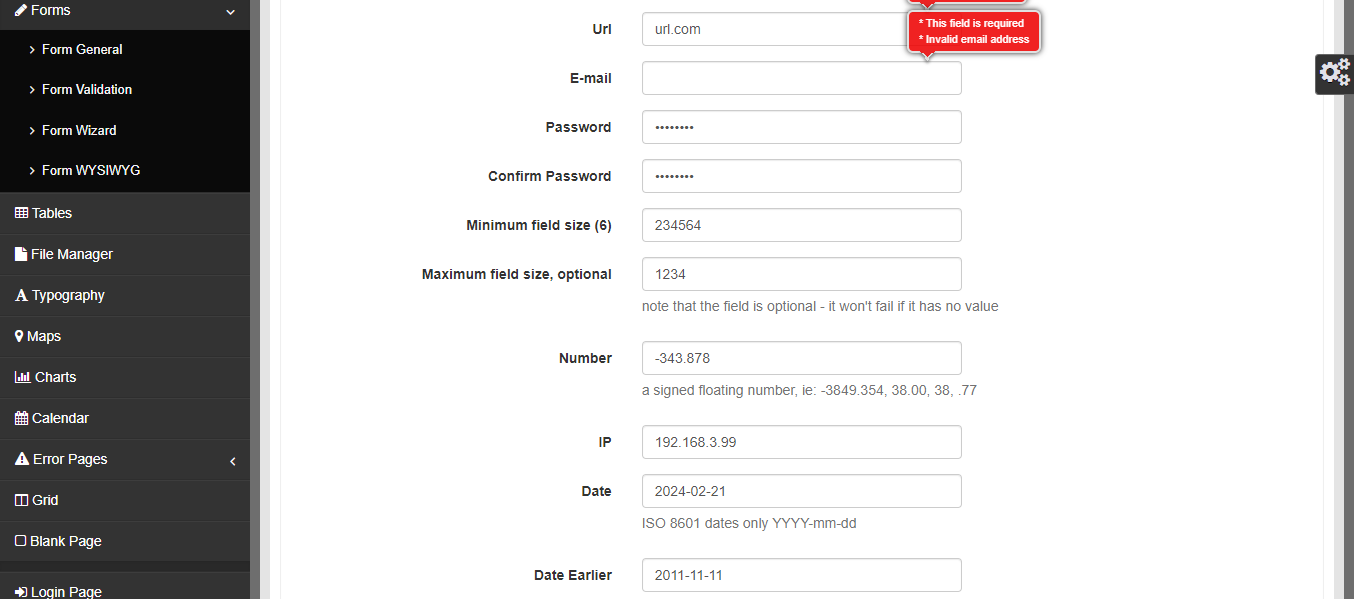 Forms
Form General
Form Validation
Form Wizard
Form WYSIWYG
Tables
File Manager
Typography
Maps
Charts
Calendar
Error Pages
Grid
Blank Page
Login Page
* This field is required
* Invalid email address
Url
url.com
E-mail
Password
••••••••
Confirm Password
••••••••
Minimum field size (6)
234564
Maximum field size, optional
1234
note that the field is optional - it won't fail if it has no value
Number
-343.878
a signed floating number, ie: -3849.354, 38.00, 38, .77
IP
192.168.3.99
Date
2024-02-21
ISO 8601 dates only YYYY-mm-dd
Date Earlier
2011-11-11